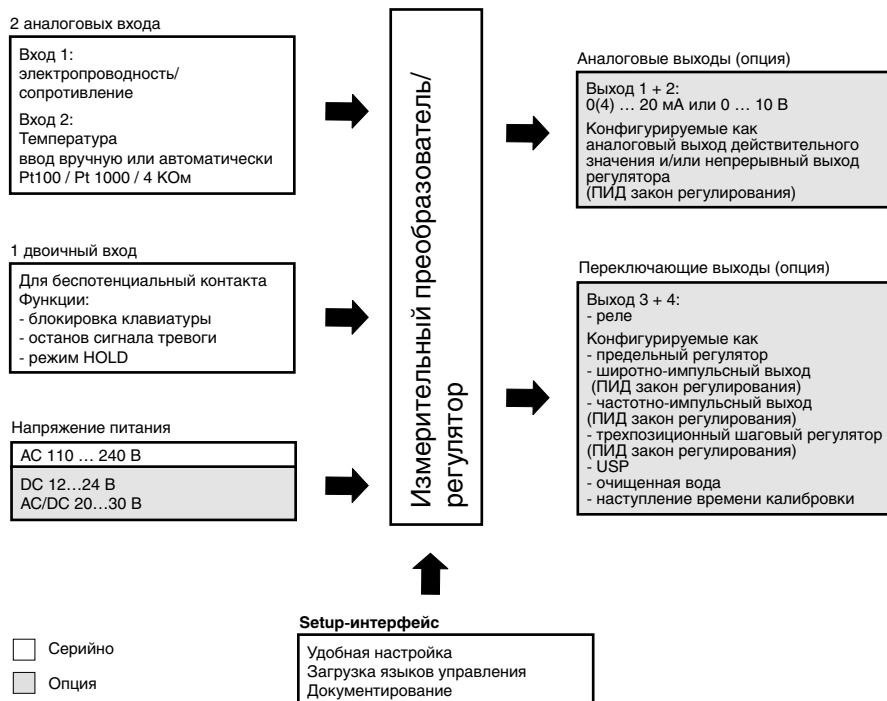 2 аналоговых входа
Вход 1:
электропроводность/
сопротивление
Вход 2:
Температура
ввод вручную или автоматически
Pt100 / Pt 1000 / 4 КОм
1 двоичный вход
Для беспотенциальный контакта
Функции:
- блокировка клавиатуры
- останов сигнала тревоги
- режим HOLD
Напряжение питания
AC 110 … 240 В
DC 12...24 В
AC/DC 20...30 В
Измерительный преобразователь/
регулятор
Аналоговые выходы (опция)
Выход 1 + 2:
0(4) … 20 мА или 0 … 10 В
Конфигурируемые как
аналоговый выход действительного
значения и/или непрерывный выход
регулятора
(ПИД закон регулирования)
Переключающие выходы (опция)
Выход 3 + 4:
- реле
Конфигурируемые как
- предельный регулятор
- широтно-импульсный выход
(ПИД закон регулирования)
- частотно-импульсный выход
(ПИД закон регулирования)
- трехпозиционный шаговый регулятор
(ПИД закон регулирования)
- USP
- очищенная вода
- наступление времени калибровки
Setup-интерфейс
Удобная настройка
Загрузка языков управления
Документирование
Серийно
Опция